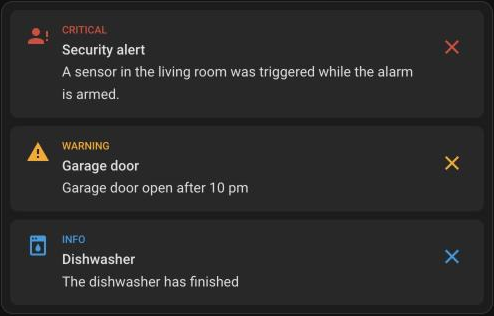 CRITICAL
Security alert
A sensor in the living room was triggered while the alarm
is armed.
WARNING
Garage door
Garage door open after 10 pm
INFO
Dishwasher
The dishwasher has finished